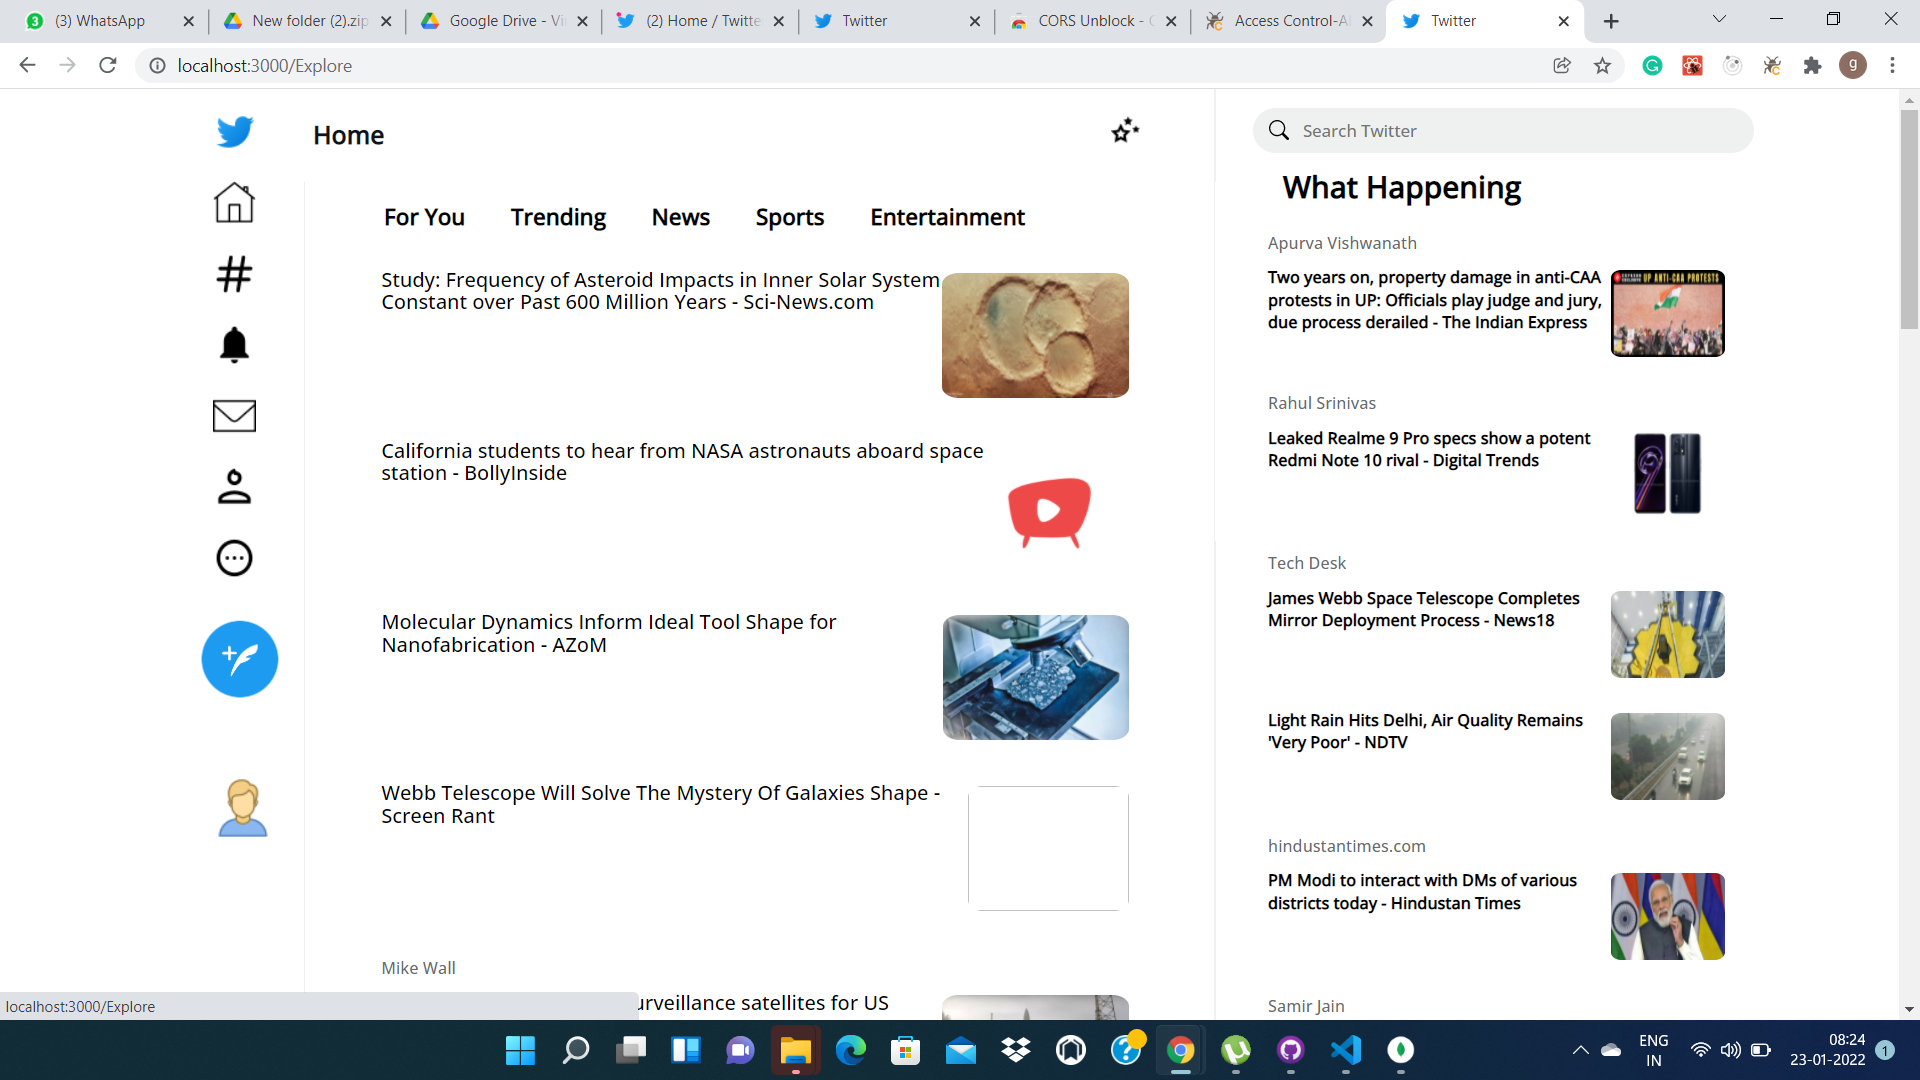 (3) WhatsApp
New folder (2).zip
Google Drive - Vi
(2) Home / Twitte
Twitter
CORS Unblock - C
Access Control-Al
Twitter
localhost:3000/Explore
g
Home
Search Twitter
What Happening
For You
Trending
News
Sports
Entertainment
Study: Frequency of Asteroid Impacts in Inner Solar System
Constant over Past 600 Million Years - Sci-News.com
California students to hear from NASA astronauts aboard space
station - BollyInside
Molecular Dynamics Inform Ideal Tool Shape for
Nanofabrication - AZoM
Webb Telescope Will Solve The Mystery Of Galaxies Shape -
Screen Rant
Mike Wall
urveillance satellites for US
Apurva Vishwanath
Two years on, property damage in anti-CAA
protests in UP: Officials play judge and jury,
due process derailed - The Indian Express
UP ANTI-CAA PROTESTS
Rahul Srinivas
Leaked Realme 9 Pro specs show a potent
Redmi Note 10 rival - Digital Trends
Tech Desk
James Webb Space Telescope Completes
Mirror Deployment Process - News18
Light Rain Hits Delhi, Air Quality Remains
'Very Poor' - NDTV
hindustantimes.com
PM Modi to interact with DMs of various
districts today - Hindustan Times
Samir Jain
localhost:3000/Explore
ENG
IN
08:24
23-01-2022
1